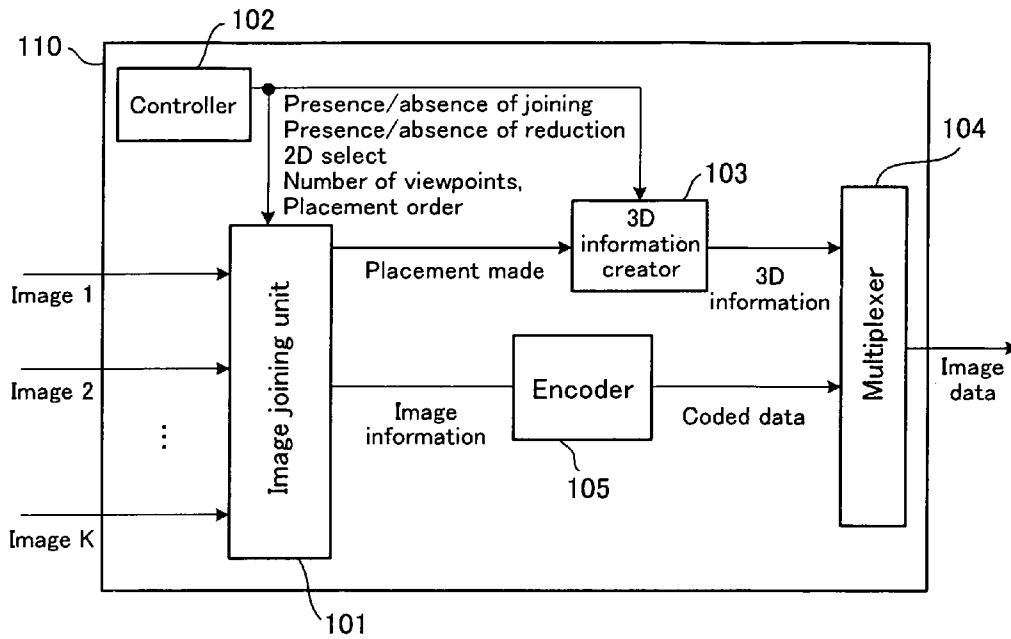 102
110
Controller
Presence/absence of joining
Presence/absence of reduction
2D select
Number of viewpoints,
Placement order
104
103
3D
information
creator
Placement made
3D
information
Image 1
Image 2
...
Image K
Image joining unit
Image
information
Encoder
105
Coded data
Multiplexer
Image
data
101